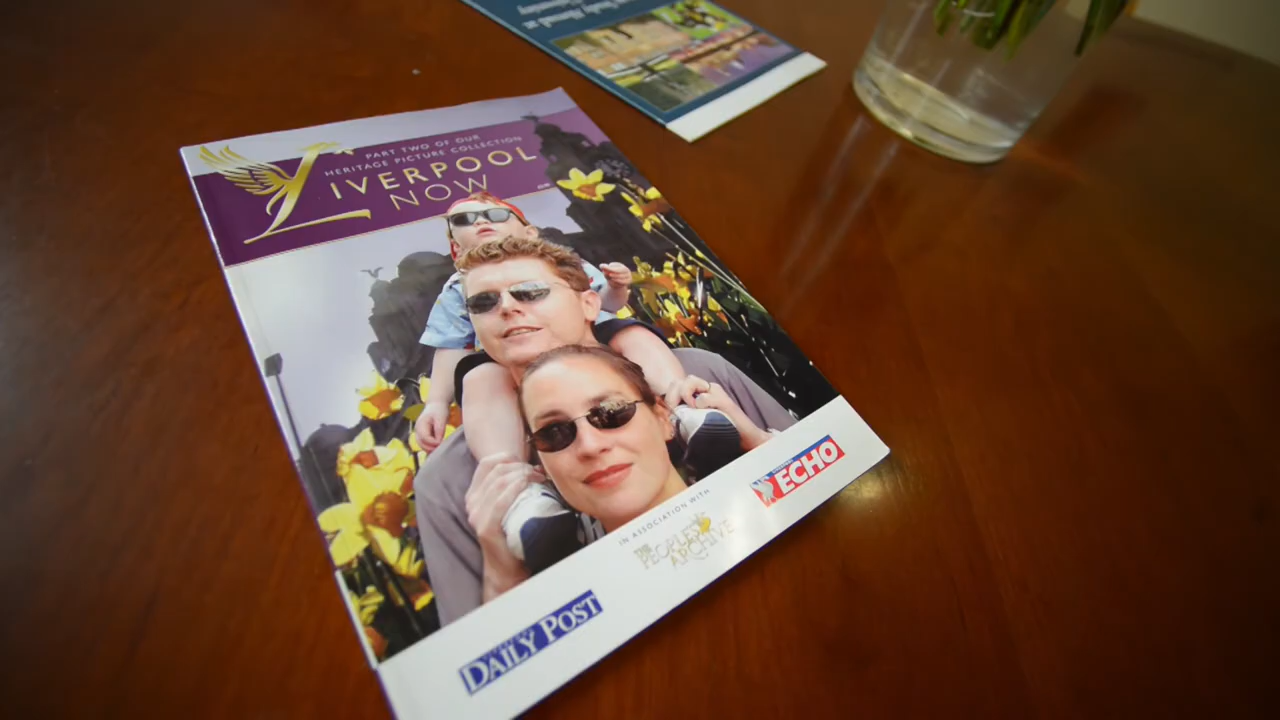 PART TWO OF OUR
HERITAGE PICTURE COLLECTION
LIVERPOOL
NOW
IN ASSOCIATION WITH
THE
PEOPLE'S
ARCHIVE
ECHO
DAILY POST